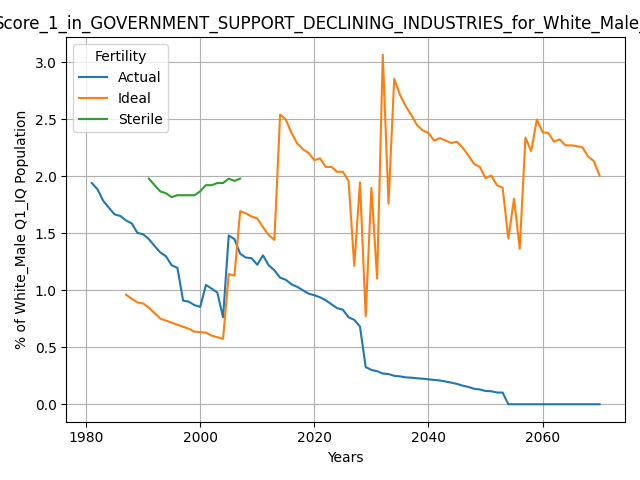 Score_1_in_GOVERNMENT_SUPPORT_DECLINING_INDUSTRIES_for_White_Male_
Fertility
Actual
Ideal
Sterile
% of White_Male Q1_IQ Population
3.0
2.5
2.0
1.5
1.0
0.5
0.0
1980
2000
2020
2040
2060
Years